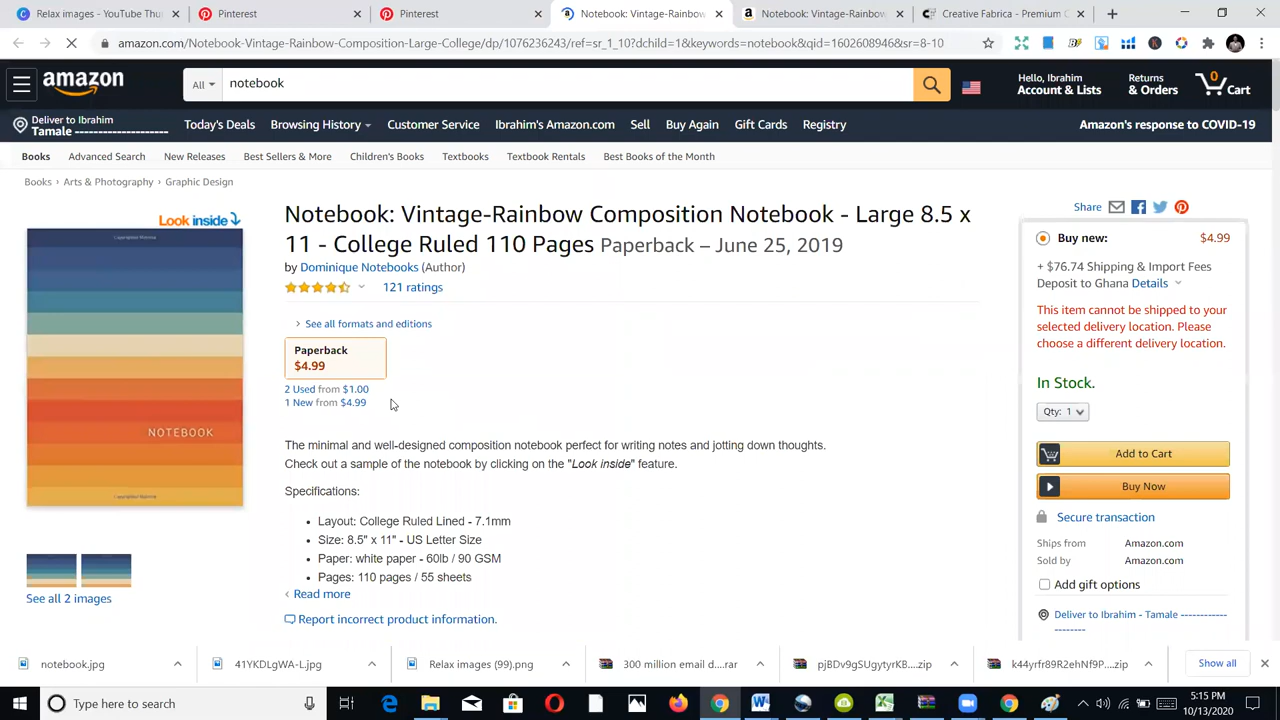 Relax images - YouTube
Pinterest
Pinterest
Notebook: Vintage-Rainbow
Notebook: Vintage-Rainbow
Creative Fabrica - Premium C
amazon.com/Notebook-Vintage-Rainbow-Composition-Large-College/dp/1076236243/ref=sr_1_10?dchild=1&keywords=notebook&qid=1602608946&sr=8-10
amazon
All
notebook
Hello, Ibrahim
Account & Lists
Returns
& Orders
0
Cart
Deliver to Ibrahim
Tamale --------------------
Today's Deals
Browsing History
Customer Service
Ibrahim's Amazon.com
Sell
Buy Again
Gift Cards
Registry
Amazon's response to COVID-19
Books
Advanced Search
New Releases
Best Sellers & More
Children's Books
Textbooks
Textbook Rentals
Best Books of the Month
Books › Arts & Photography › Graphic Design
Look inside
NOTEBOOK
See all 2 images
Notebook: Vintage-Rainbow Composition Notebook - Large 8.5 x
11 - College Ruled 110 Pages Paperback – June 25, 2019
by Dominique Notebooks (Author)
121 ratings
› See all formats and editions
Paperback
$4.99
2 Used from $1.00
1 New from $4.99
The minimal and well-designed composition notebook perfect for writing notes and jotting down thoughts.
Check out a sample of the notebook by clicking on the "Look inside" feature.
Specifications:
• Layout: College Ruled Lined - 7.1mm
• Size: 8.5" x 11" - US Letter Size
• Paper: white paper - 60lb / 90 GSM
• Pages: 110 pages / 55 sheets
‹ Read more
Report incorrect product information.
Share
Buy new: $4.99
+ $76.74 Shipping & Import Fees
Deposit to Ghana Details
This item cannot be shipped to your
selected delivery location. Please
choose a different delivery location.
In Stock.
Qty: 1
Add to Cart
Buy Now
Secure transaction
Ships from Amazon.com
Sold by Amazon.com
Add gift options
Deliver to Ibrahim - Tamale ------------
--------
notebook.jpg
41YKDLgWA-L.jpg
Relax images (99).png
300 million email d....rar
pjBDv9gSUgytyrKB....zip
k44yrfr89R2ehNf9P....zip
Show all
Type here to search
5:15 PM
10/13/2020